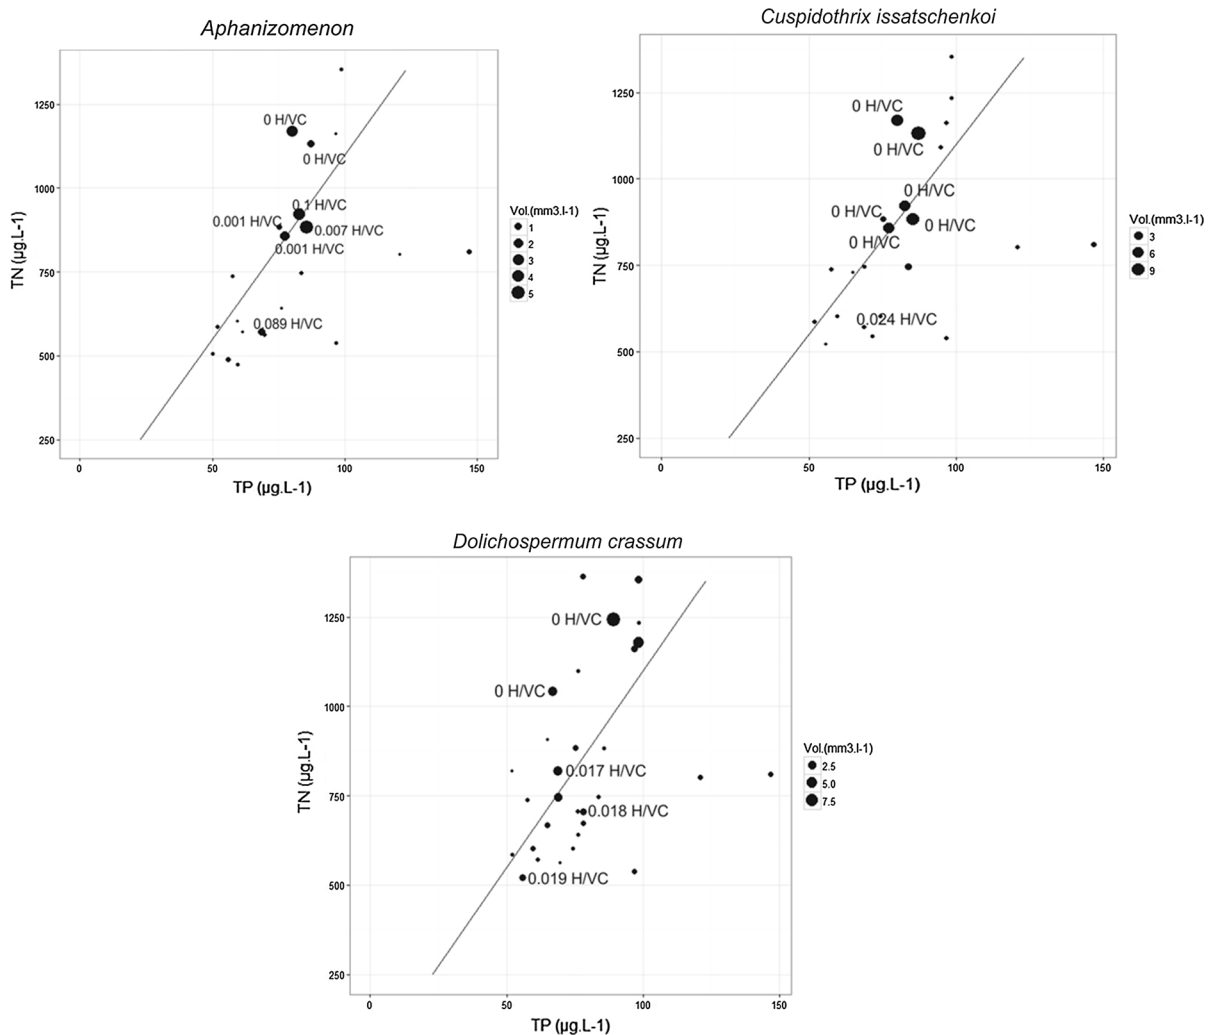 Aphanizomenon
1250
1000
750
500
250
TN (µg.L-1)
0 H/VC
0 H/VC
0.1 H/VC
0.001 H/VC
0.007 H/VC
0.001 H/VC
0.089 H/VC
0
50
100
150
TP (µg.L-1)
Vol.(mm3.l-1)
1
2
3
4
5
Cuspidothrix issatschenkoi
1250
1000
750
500
250
TN (µg.L-1)
0 H/VC
0 H/VC
0 H/VC
0 H/VC
0 H/VC
0 H/VC
0.024 H/VC
0
50
100
150
TP (µg.L-1)
Vol.(mm3.l-1)
3
6
9
Dolichospermum crassum
1250
1000
750
500
250
TN (µg.L-1)
0 H/VC
0 H/VC
0.017 H/VC
0.018 H/VC
0.019 H/VC
0
50
100
150
TP (µg.L-1)
Vol.(mm3.l-1)
2.5
5.0
7.5